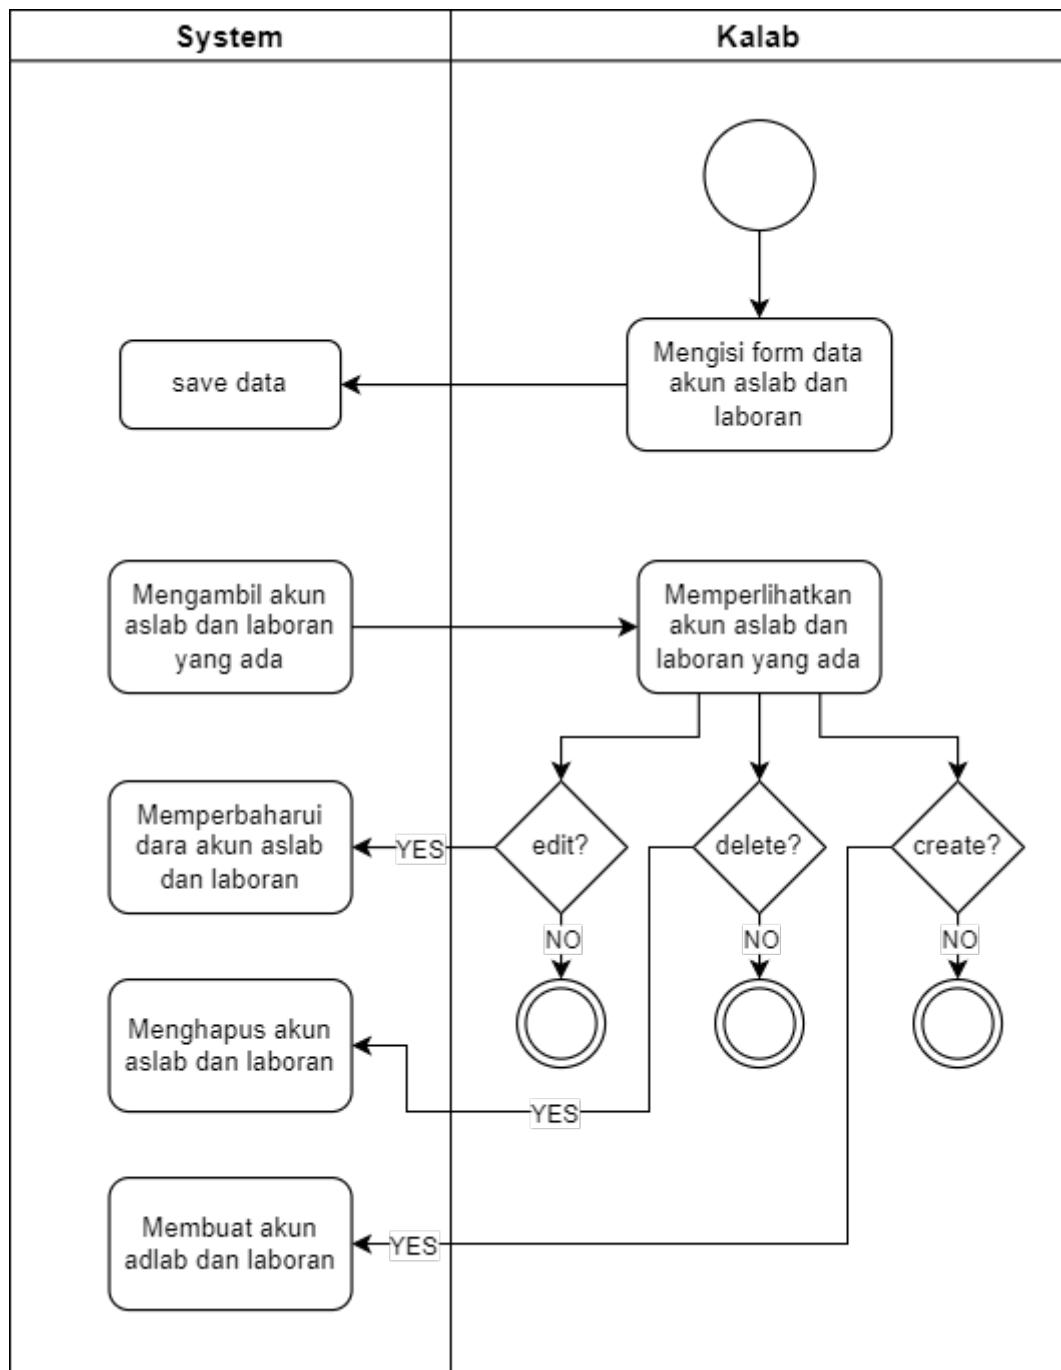 System
Kalab
Mengisi form data
akun aslab dan
laboran
save data
Mengambil akun
aslab dan laboran
yang ada
Memperlihatkan
akun aslab dan
laboran yang ada
Memperbaharui
dara akun aslab
dan laboran
YES
edit?
delete?
create?
NO
NO
NO
Menghapus akun
aslab dan laboran
YES
Membuat akun
adlab dan laboran
YES